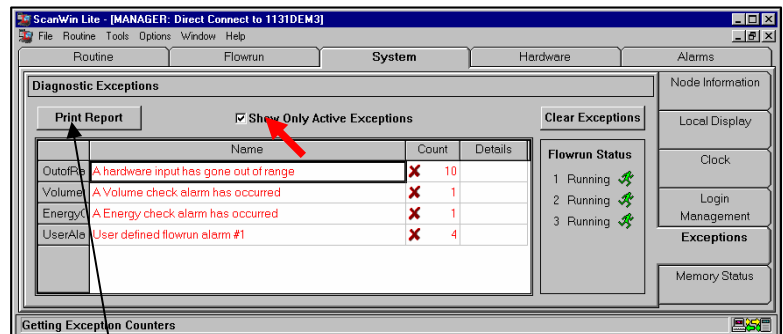 ScanWin Lite - [MANAGER: Direct Connect to 1131DEM3]
File Routine Tools Options Window Help
Routine Flowrun System Hardware Alarms
Diagnostic Exceptions
Print Report Show Only Active Exceptions Clear Exceptions
Name Count Details
OutofRa A hardware input has gone out of range 10
Volume A Volume check alarm has occurred 1
EnergyC A Energy check alarm has occurred 1
UserAla User defined flowrun alarm #1 4
Flowrun Status
1 Running
2 Running
3 Running
Node Information
Local Display
Clock
Login
Management
Exceptions
Memory Status
Getting Exception Counters